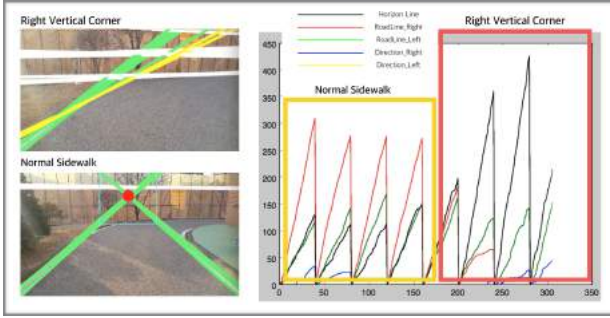 Right Vertical Corner
Normal Sidewalk
Horizon Line
RoadLine_Right
RoadLine_Left
Direction_Right
Direction_Left
Right Vertical Corner
Normal Sidewalk
450
400
350
300
250
200
150
100
50
0
0 50 100 150 200 250 300 350